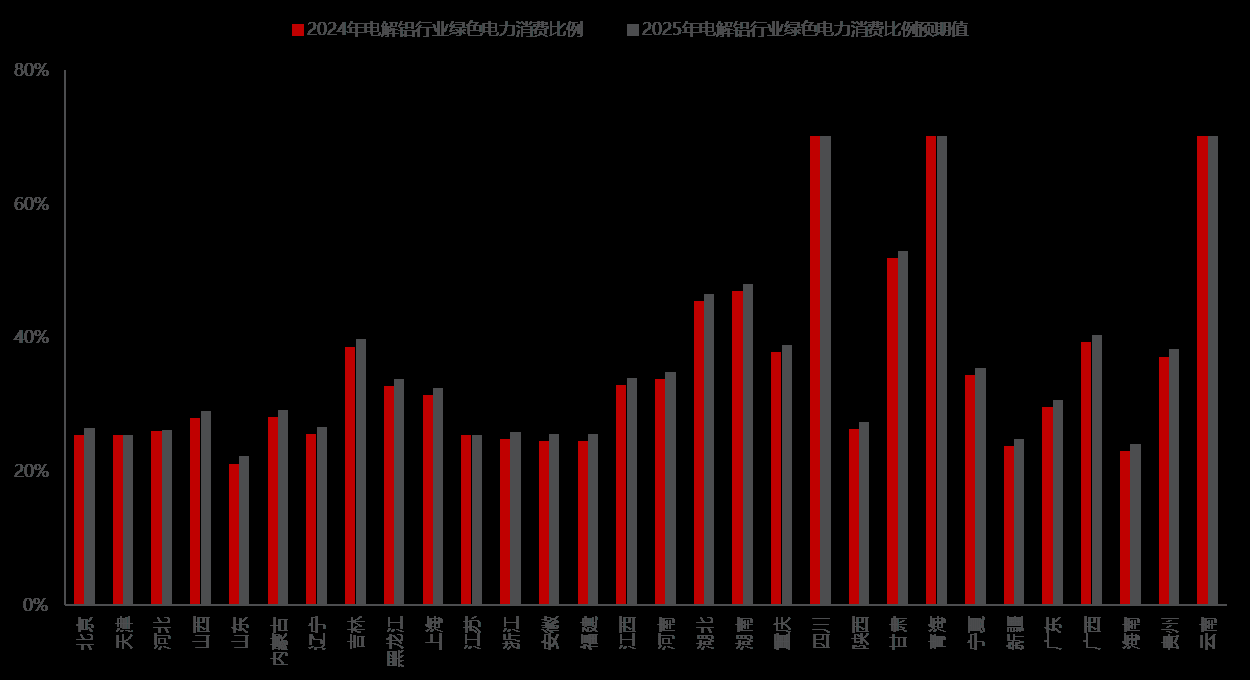 2024年电解铝行业绿色电力消费比例
2025年电解铝行业绿色电力消费比例预期值
80%
60%
40%
20%
0%
北京
天津
河北
山西
山东
内蒙古
辽宁
吉林
黑龙江
上海
江苏
浙江
安徽
福建
江西
河南
湖北
湖南
重庆
四川
陕西
甘肃
青海
宁夏
新疆
广东
广西
海南
贵州
云南